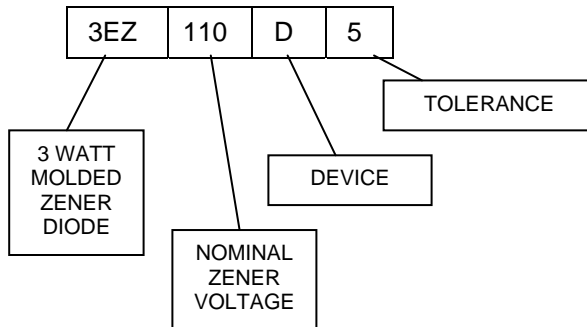 3EZ 110 D 5
TOLERANCE
3 WATT
MOLDED
ZENER
DIODE
DEVICE
NOMINAL
ZENER
VOLTAGE